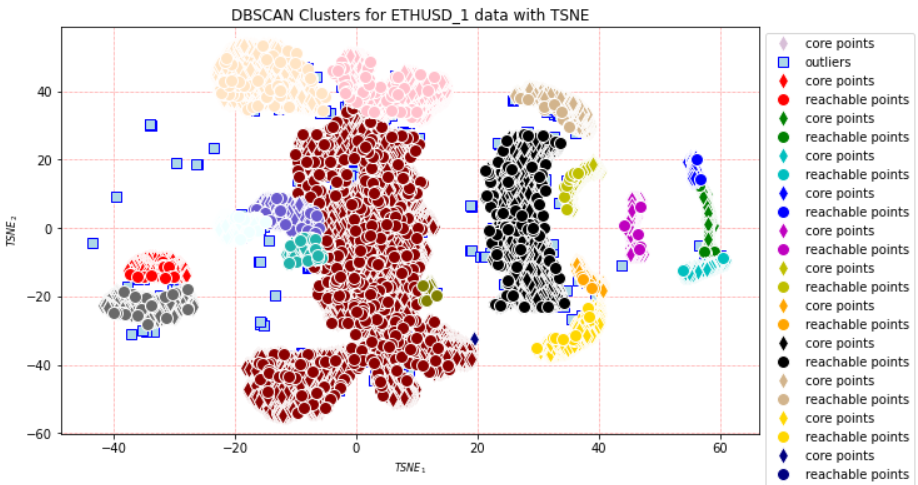 DBSCAN Clusters for ETHUSD_1 data with TSNE
TSNE_2
40
20
0
−20
−40
−60
−40
−20
0
20
40
60
TSNE_1
core points
outliers
core points
reachable points
core points
reachable points
core points
reachable points
core points
reachable points
core points
reachable points
core points
reachable points
core points
reachable points
core points
reachable points
core points
reachable points
core points
reachable points
core points
reachable points